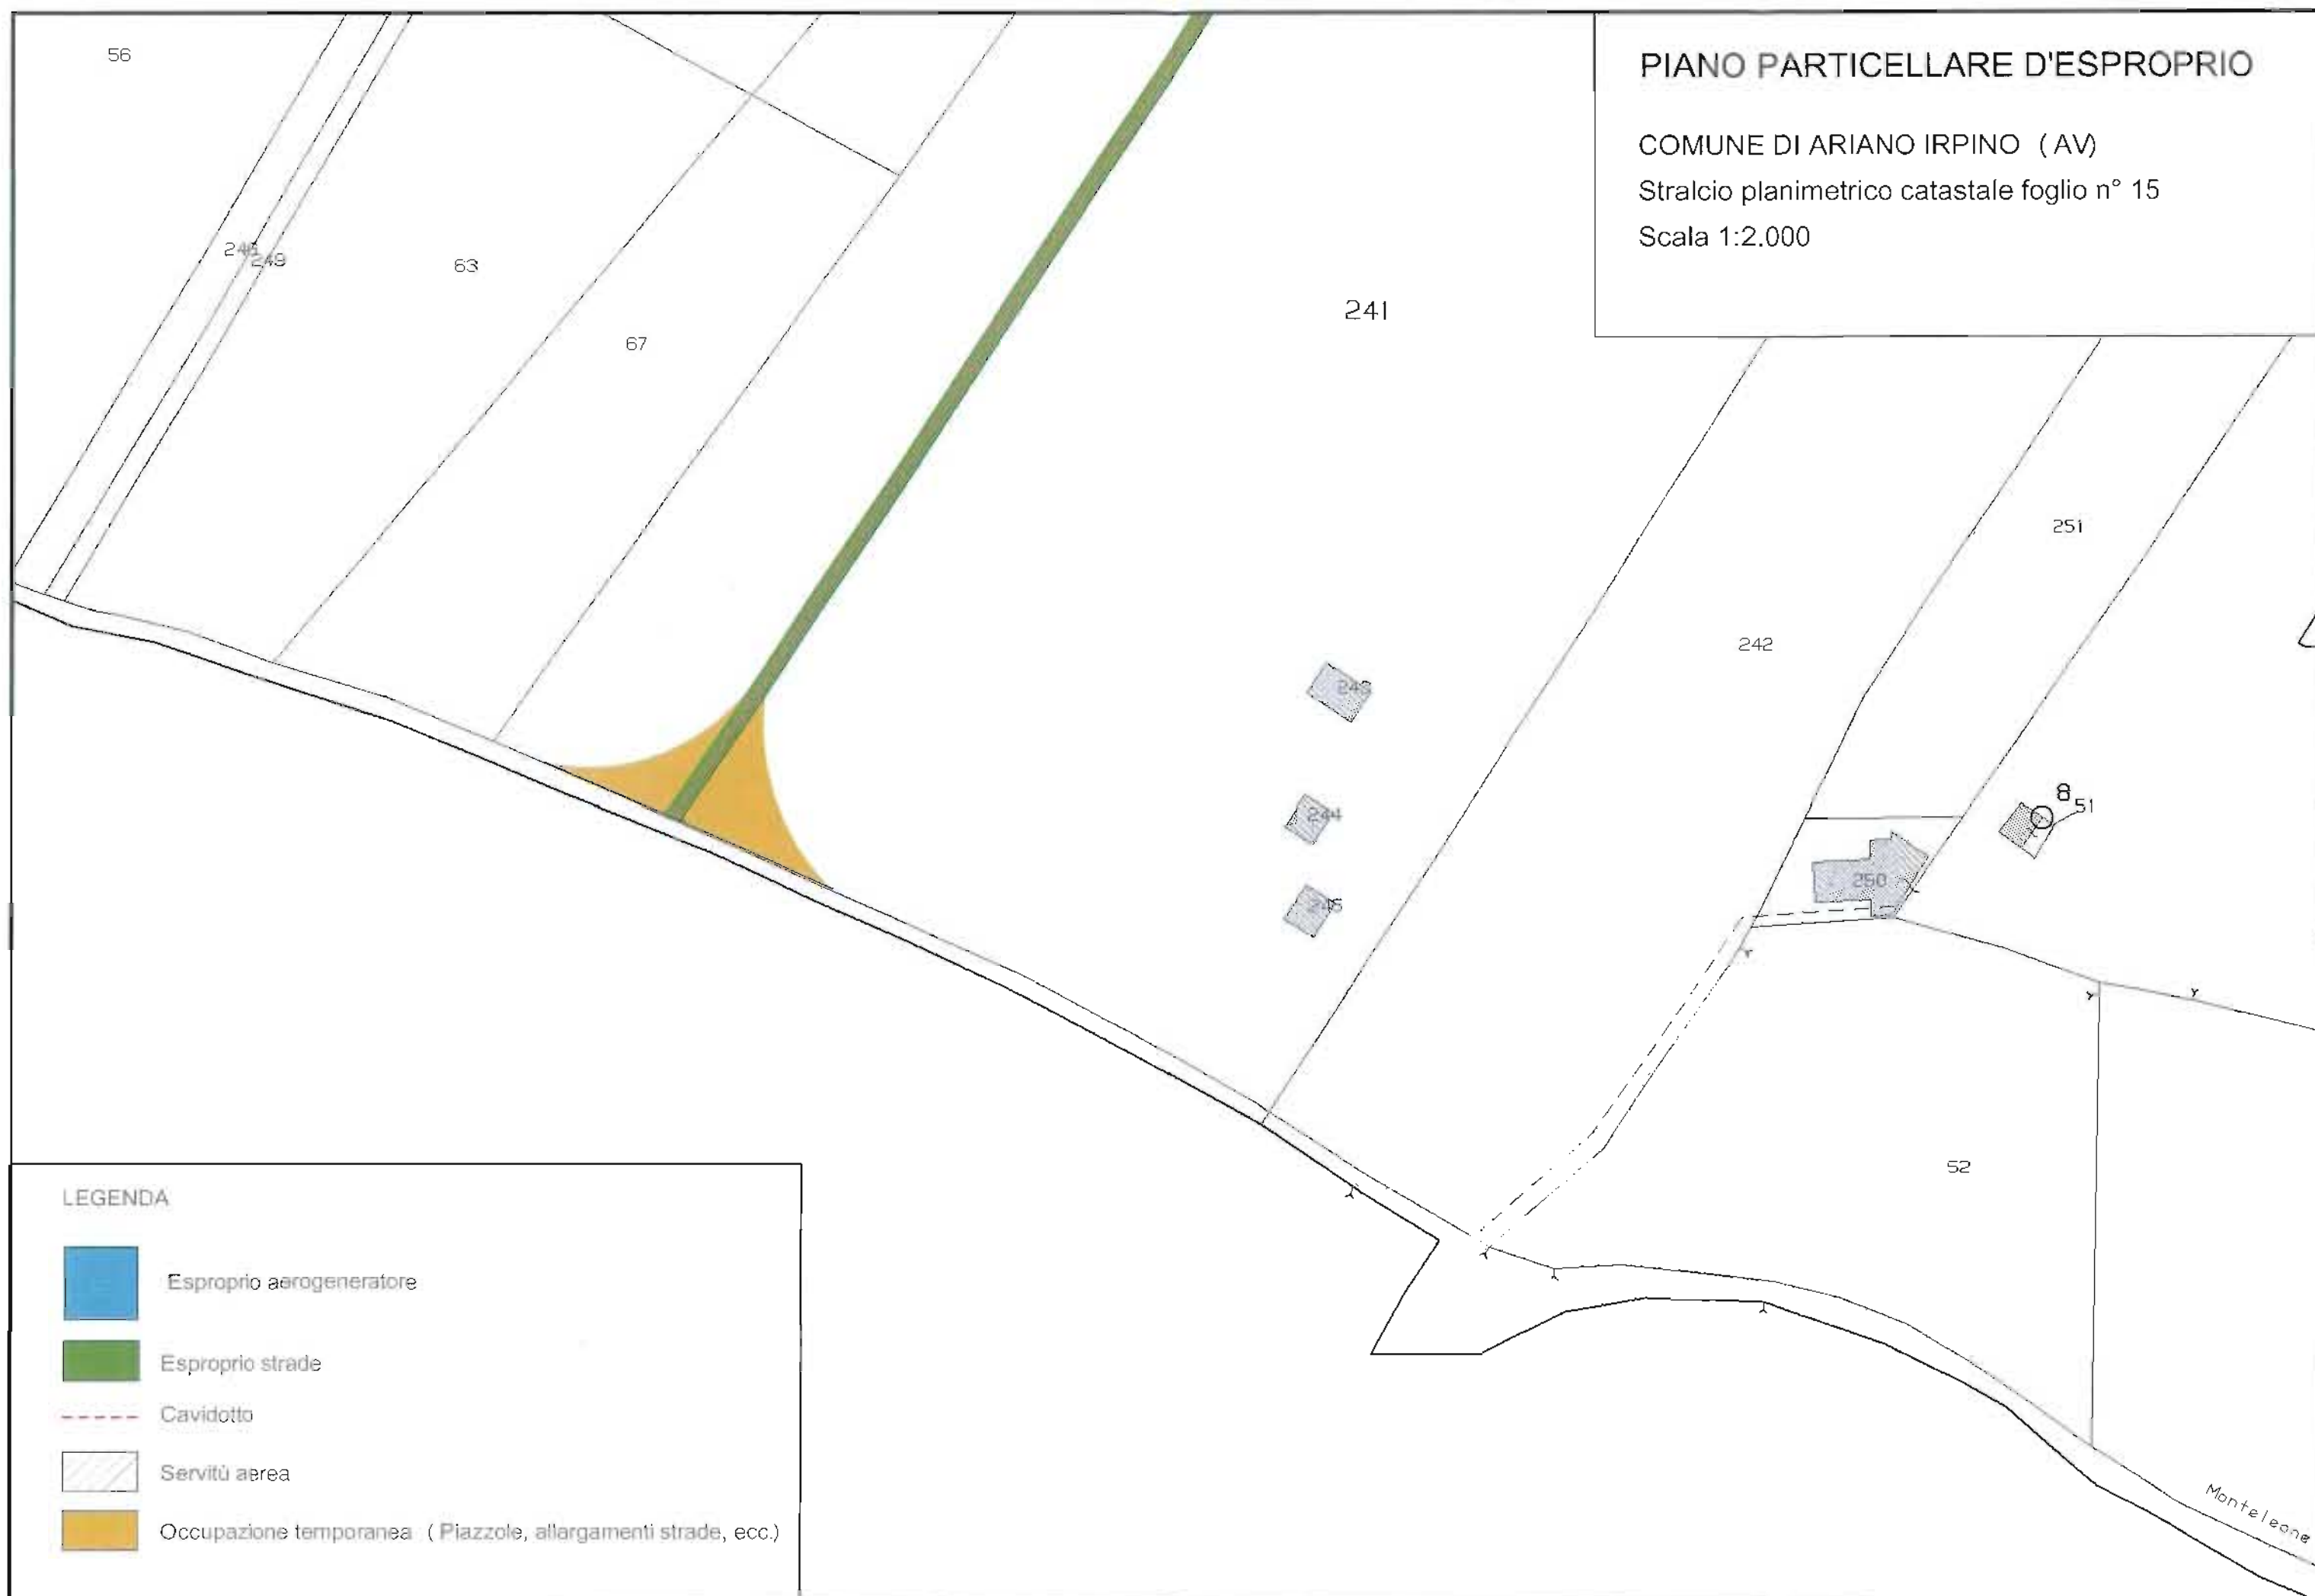 PIANO PARTICELLARE D'ESPROPRIO
COMUNE DI ARIANO IRPINO (AV)
Stralcio planimetrico catastale foglio n° 15
Scala 1:2.000
56
249
63
67
241
251
242
244
8
51
250
52
Monteleone
LEGENDA
Esproprio aerogeneratore
Esproprio strade
Cavidotto
Servitù aerea
Occupazione temporanea ( Piazzole, allargamenti strade, ecc.)